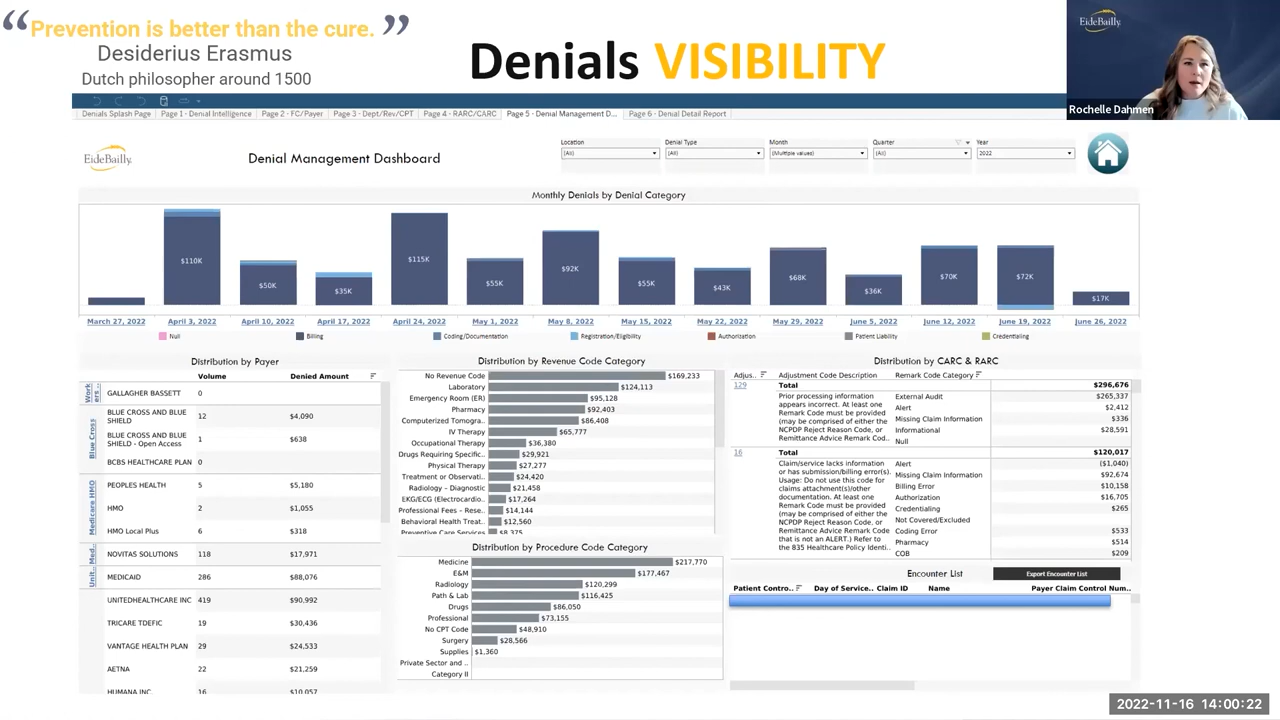 “Prevention is better than the cure.”
Desiderius Erasmus
Dutch philosopher around 1500
Denials VISIBILITY
EideBailly
Rochelle Dahmen
Denials Splash Page
Page 1 - Denial Intelligence
Page 2 - FC/Payer
Page 3 - Dept/Rev/CPT
Page 4 - RARC/CARC
Page 5 - Denial Management D...
Page 6 - Denial Detail Report
EideBailly
Denial Management Dashboard
Location
(All)
Denial Type
(All)
Month
(Multiple values)
Quarter
(All)
Year
2022
Monthly Denials by Denial Category
$110K
$50K
$35K
$115K
$55K
$92K
$55K
$43K
$68K
$36K
$70K
$72K
$17K
March 27, 2022
April 3, 2022
April 10, 2022
April 17, 2022
April 24, 2022
May 1, 2022
May 8, 2022
May 15, 2022
May 22, 2022
May 29, 2022
June 5, 2022
June 12, 2022
June 19, 2022
June 26, 2022
Null
Billing
Coding/Documentation
Registration/Eligibility
Authorization
Patient Liability
Credentialing
Distribution by Payer
Volume Denied Amount
Work ers..
GALLAGHER BASSETT 0
Blue Cross
BLUE CROSS AND BLUE
SHIELD 12 $4,090
BLUE CROSS AND BLUE
SHIELD - Open Access 1 $638
BCBS HEALTHCARE PLAN 0
Medicare HMO
PEOPLES HEALTH 5 $5,180
HMO 2 $1,055
HMO Local Plus 6 $318
Med..
NOVITAS SOLUTIONS 118 $17,971
Unit..
MEDICAID 286 $88,076
UNITEDHEALTHCARE INC 419 $90,992
TRICARE TDEFIC 19 $30,436
VANTAGE HEALTH PLAN 29 $24,533
AETNA 22 $21,259
HUMANA INC. 16 $10,057
Distribution by Revenue Code Category
No Revenue Code $169,233
Laboratory $124,113
Emergency Room (ER) $95,128
Pharmacy $92,403
Computerized Tomogra.. $86,408
IV Therapy $65,777
Occupational Therapy $36,380
Drugs Requiring Specific.. $29,921
Physical Therapy $27,277
Treatment or Observati.. $24,420
Radiology - Diagnostic $21,458
EKG/ECG (Electrocardio.. $17,264
Professional Fees - Rese.. $14,144
Behavioral Health Treat.. $12,560
Preventive Care Services $8,375
Distribution by Procedure Code Category
Medicine $217,770
E&M $177,467
Radiology $120,299
Path & Lab $116,425
Drugs $86,050
Professional $73,155
No CPT Code $48,910
Surgery $28,566
Supplies $1,360
Private Sector and ..
Category II
Distribution by CARC & RARC
Adjus.. Adjustment Code Description Remark Code Category
129 Total $296,676
Prior processing information
appears incorrect. At least one
Remark Code must be provided
(may be comprised of either the
NCPDP Reject Reason Code, or
Remittance Advice Remark Cod..
External Audit $265,337
Alert $2,412
Missing Claim Information $336
Informational $28,591
Null
16 Total $120,017
Claim/service lacks information
or has submission/billing error(s).
Usage: Do not use this code for
claims attachment(s)/other
documentation. At least one
Remark Code must be provided
(may be comprised of either the
NCPDP Reject Reason Code, or
Remittance Advice Remark Code
that is not an ALERT.) Refer to
the 835 Healthcare Policy Identi..
Alert ($1,040)
Missing Claim Information $92,674
Billing Error $10,158
Authorization $16,705
Credentialing $265
Not Covered/Excluded
Coding Error $533
Pharmacy $514
COB $209
Encounter List
Export Encounter List
Patient Contro.. Day of Service.. Claim ID Name Payer Claim Control Num..
2022-11-16 14:00:22